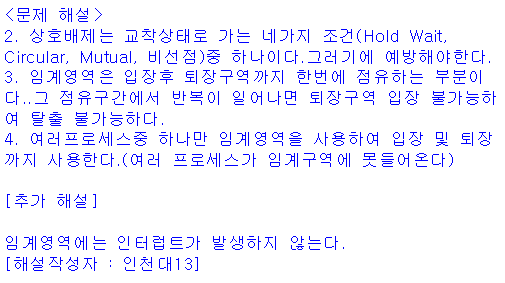 <문제 해설>
2. 상호배제는 교착상태로 가는 네가지 조건(Hold Wait,
Circular, Mutual, 비선점)중 하나이다.그러기에 예방해야한다.
3. 임계영역은 입장후 퇴장구역까지 한번에 점유하는 부분이
다..그 점유구간에서 반복이 일어나면 퇴장구역 입장 불가능하
여 탈출 불가능하다.
4. 여러프로세스중 하나만 임계영역을 사용하여 입장 및 퇴장
까지 사용한다.(여러 프로세스가 임계구역에 못들어온다)
[추가 해설]
임계영역에는 인터럽트가 발생하지 않는다.
[해설작성자 : 인천대13]